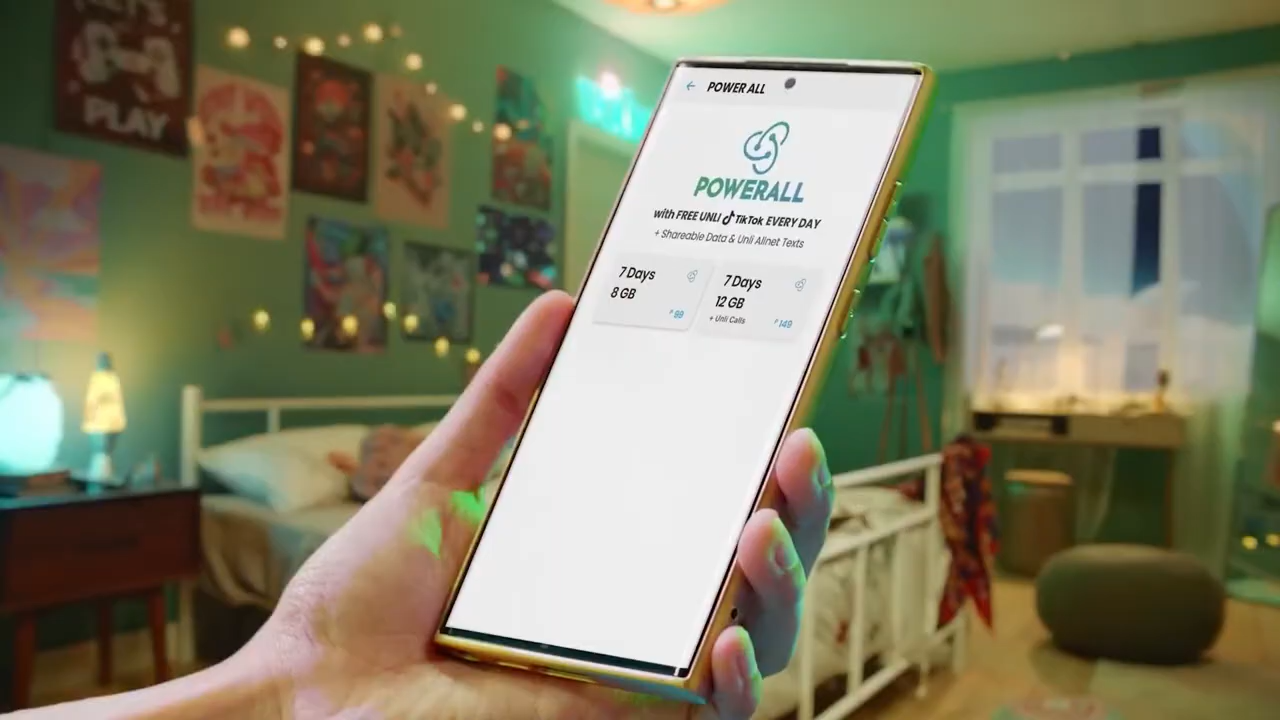 PLAY
← POWER ALL
POWERALL
with FREE UNLI TikTok EVERY DAY
+ Shareable Data & Unli Allnet Texts
7 Days
8 GB
₱99
7 Days
12 GB
+ Unli Calls
₱149